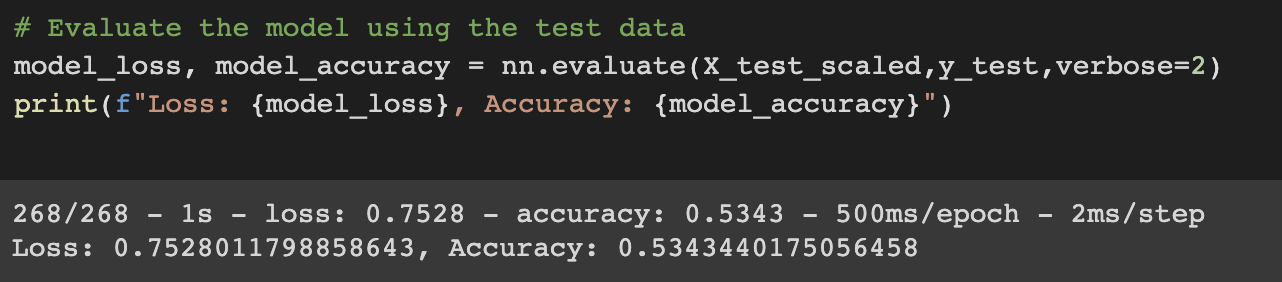 # Evaluate the model using the test data
model_loss, model_accuracy = nn.evaluate(X_test_scaled,y_test,verbose=2)
print(f"Loss: {model_loss}, Accuracy: {model_accuracy}")
268/268 - 1s - loss: 0.7528 - accuracy: 0.5343 - 500ms/epoch - 2ms/step
Loss: 0.7528011798858643, Accuracy: 0.5343440175056458